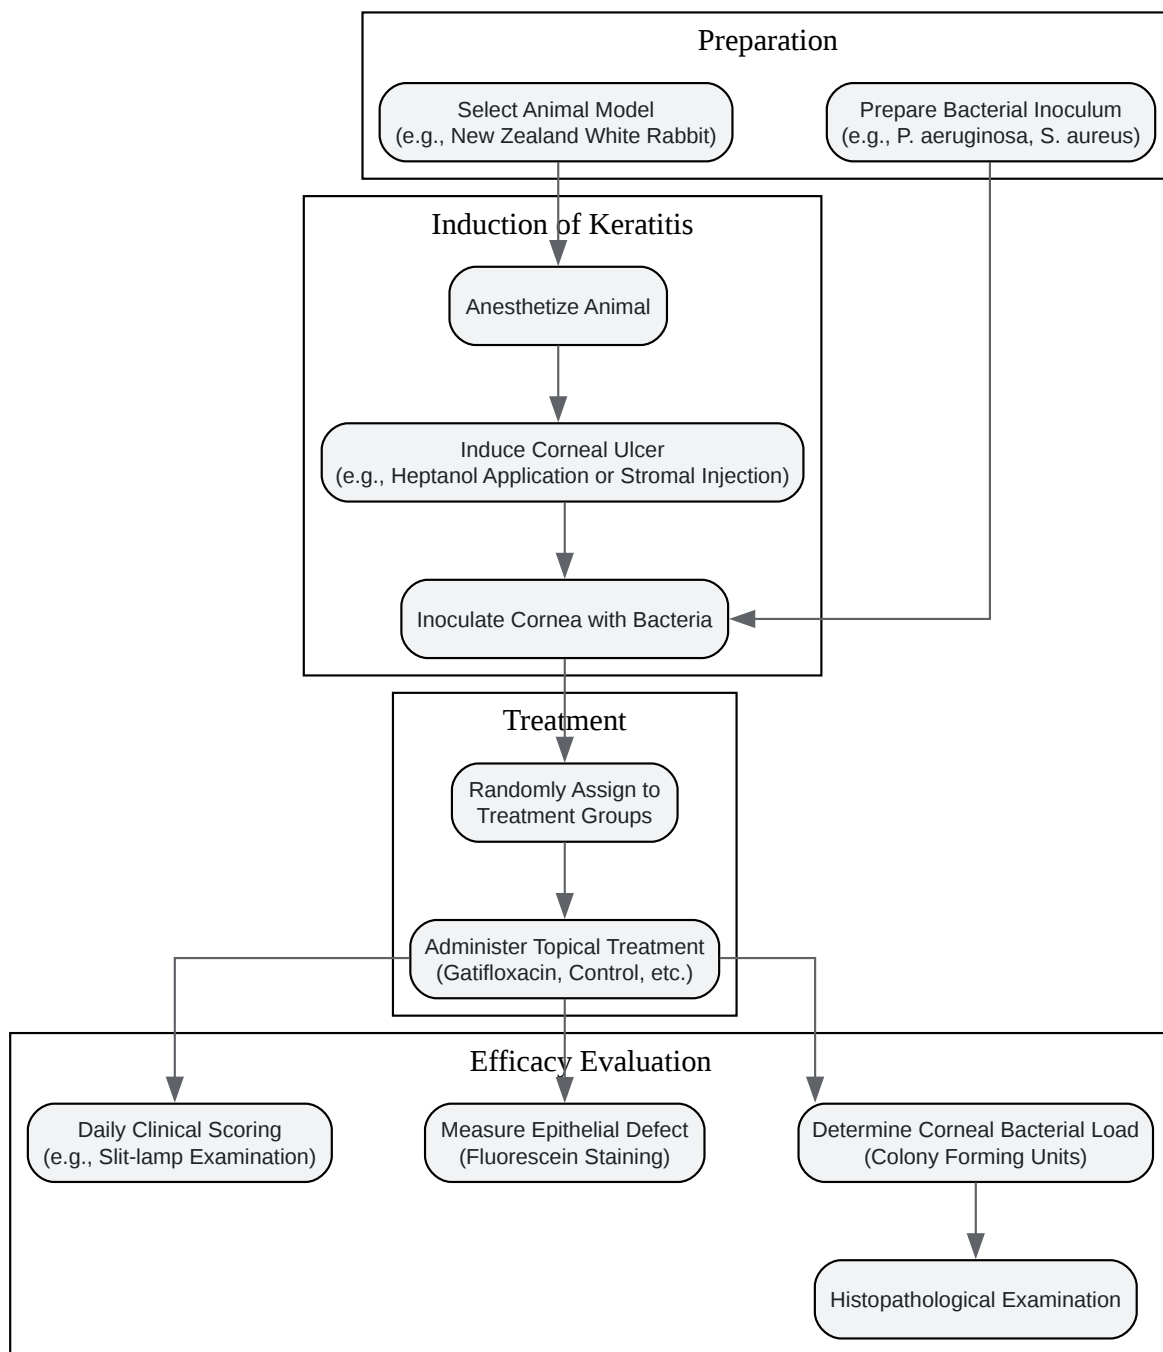 Preparation
Select Animal Model
(e.g., New Zealand White Rabbit)
Prepare Bacterial Inoculum
(e.g., P. aeruginosa, S. aureus)
Induction of Keratitis
Anesthetize Animal
Induce Corneal Ulcer
(e.g., Heptanol Application or Stromal Injection)
Inoculate Cornea with Bacteria
Treatment
Randomly Assign to
Treatment Groups
Administer Topical Treatment
(Gatifloxacin, Control, etc.)
Efficacy Evaluation
Daily Clinical Scoring
(e.g., Slit-lamp Examination)
Measure Epithelial Defect
(Fluorescein Staining)
Determine Corneal Bacterial Load
(Colony Forming Units)
Histopathological Examination